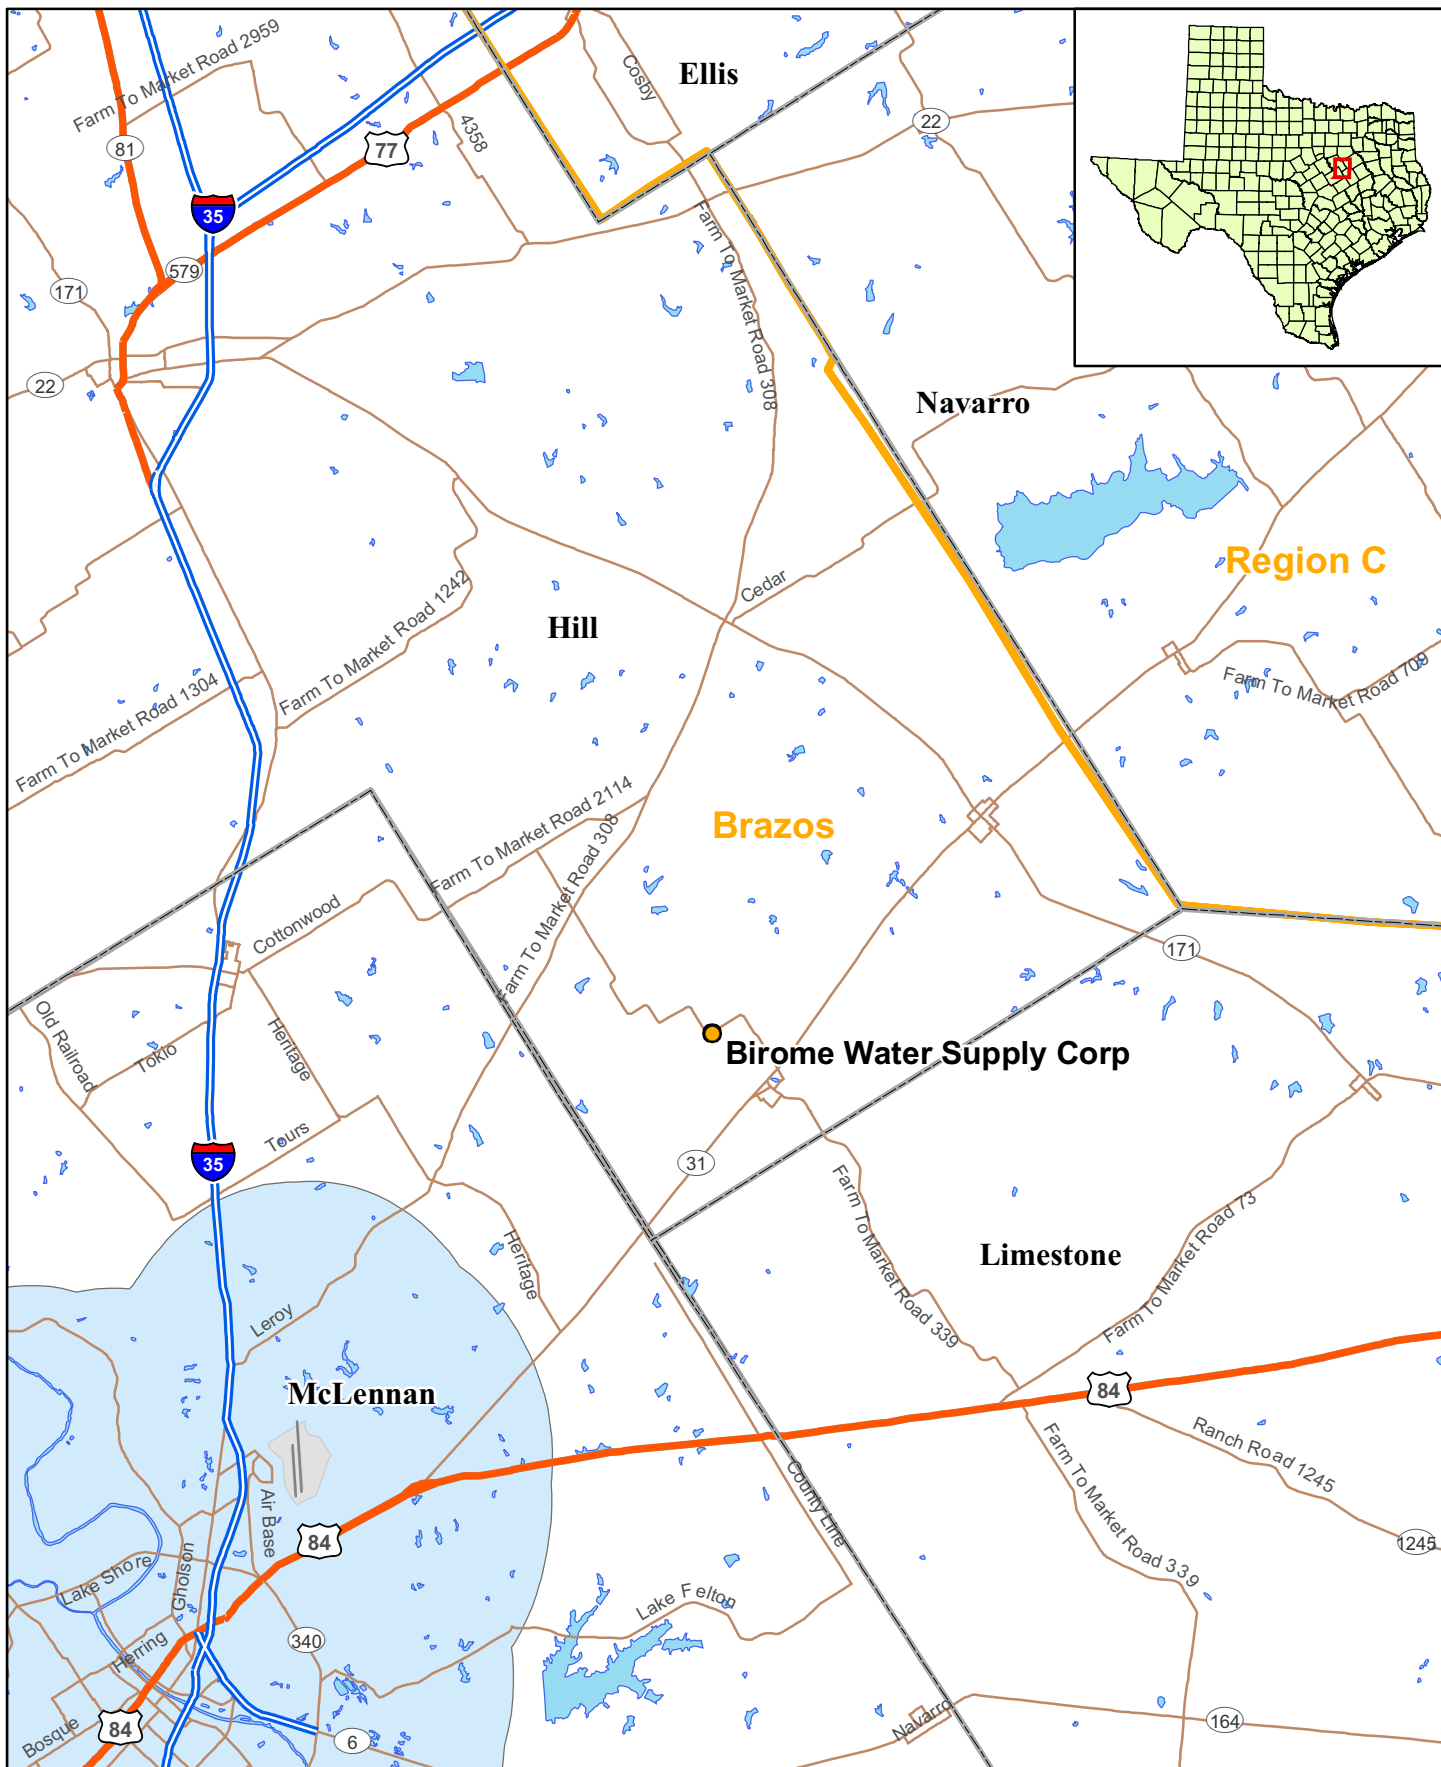 Farm To Market Road 2959
Cosby
Ellis
22
81
77
4358
35
Farm To Market Road 308
579
171
22
Navarro
Region C
Cedar
Farm To Market Road 1242
Hill
Farm To Market Road 709
Farm To Market Road 1304
Farm To Market Road 2114
Brazos
Farm To Market Road 308
Cottonwood
171
Old Railroad
Tokio
Heritage
Birome Water Supply Corp
Tours
35
31
Farm To Market Road 339
Farm To Market Road 73
Heritage
Limestone
Leroy
McLennan
84
Ranch Road 1245
County Line
Farm To Market Road 339
Air Base
84
1245
Gholson
Lake Shore
Lake Felton
Herring
340
Bosque
84
6
Navarro
164